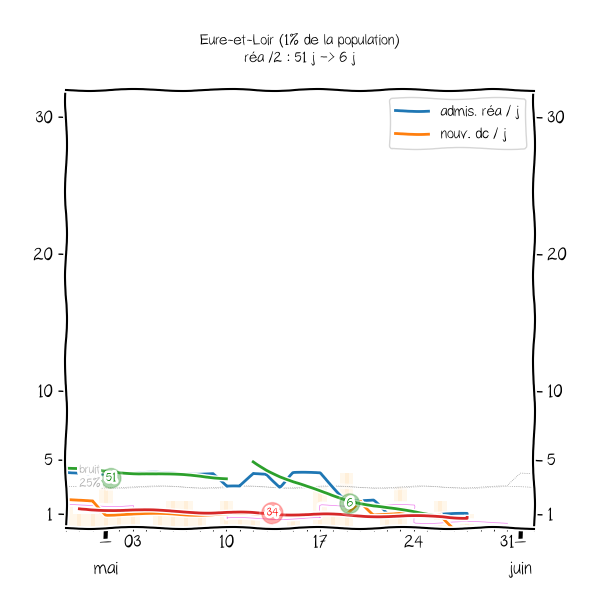 Eure-et-Loir (1% de la population)
réa /2 : 51 j -> 6 j
admis. réa / j
nouv. dc / j
30
30
20
20
10
10
5
5
bruit
25%
51
6
34
1
1
03
10
17
24
31
mai
juin